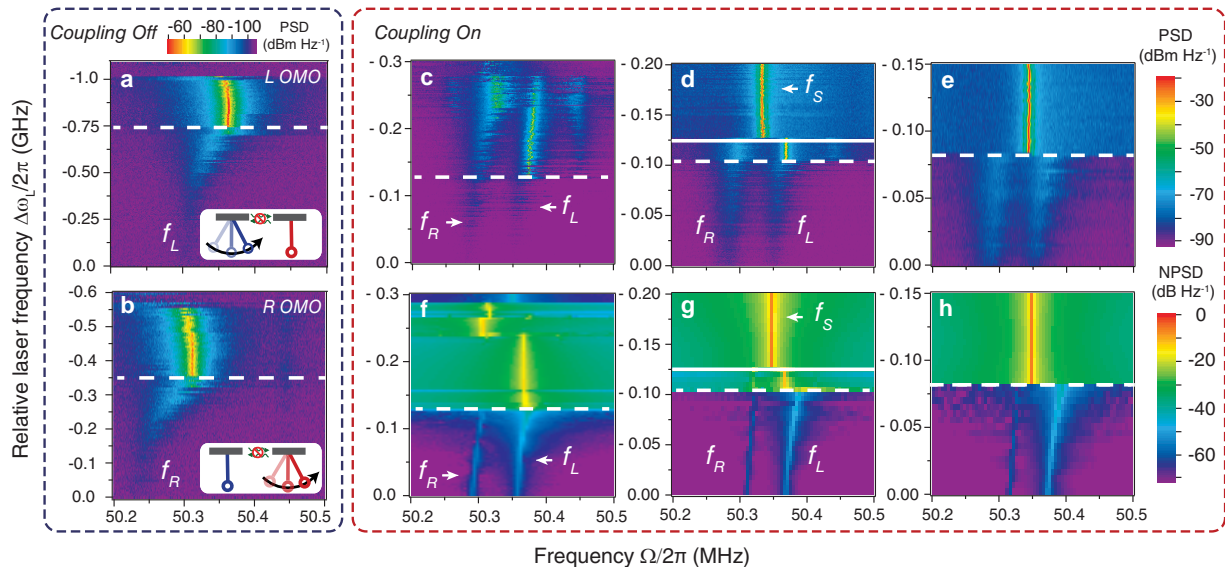 Coupling Off
-60 -80 -100
PSD
(dBm Hz⁻¹)
Coupling On
a
L OMO
-1.0
-0.75
-0.50
-0.25
0.0
f_L
b
R OMO
-0.6
-0.5
-0.4
-0.3
-0.2
-0.1
0.0
f_R
50.2 50.3 50.4 50.5
c
- 0.3
- 0.2
- 0.1
0.0
f_R
f_L
d
- 0.20
- 0.15
- 0.10
- 0.05
0.00
f_S
f_R
f_L
e
- 0.15
- 0.10
- 0.05
0.00
PSD
(dBm Hz⁻¹)
-20
-30
-40
-50
-60
-70
-80
-90
f
- 0.3
- 0.2
- 0.1
0.0
f_R
f_L
50.2 50.3 50.4 50.5
g
- 0.20
- 0.15
- 0.10
- 0.05
0.00
f_S
f_R
f_L
50.2 50.3 50.4 50.5
h
- 0.15
- 0.10
- 0.05
0.00
50.2 50.3 50.4 50.5
NPSD
(dB Hz⁻¹)
0
-20
-40
-60
Relative laser frequency Δω_L/2π (GHz)
Frequency Ω/2π (MHz)